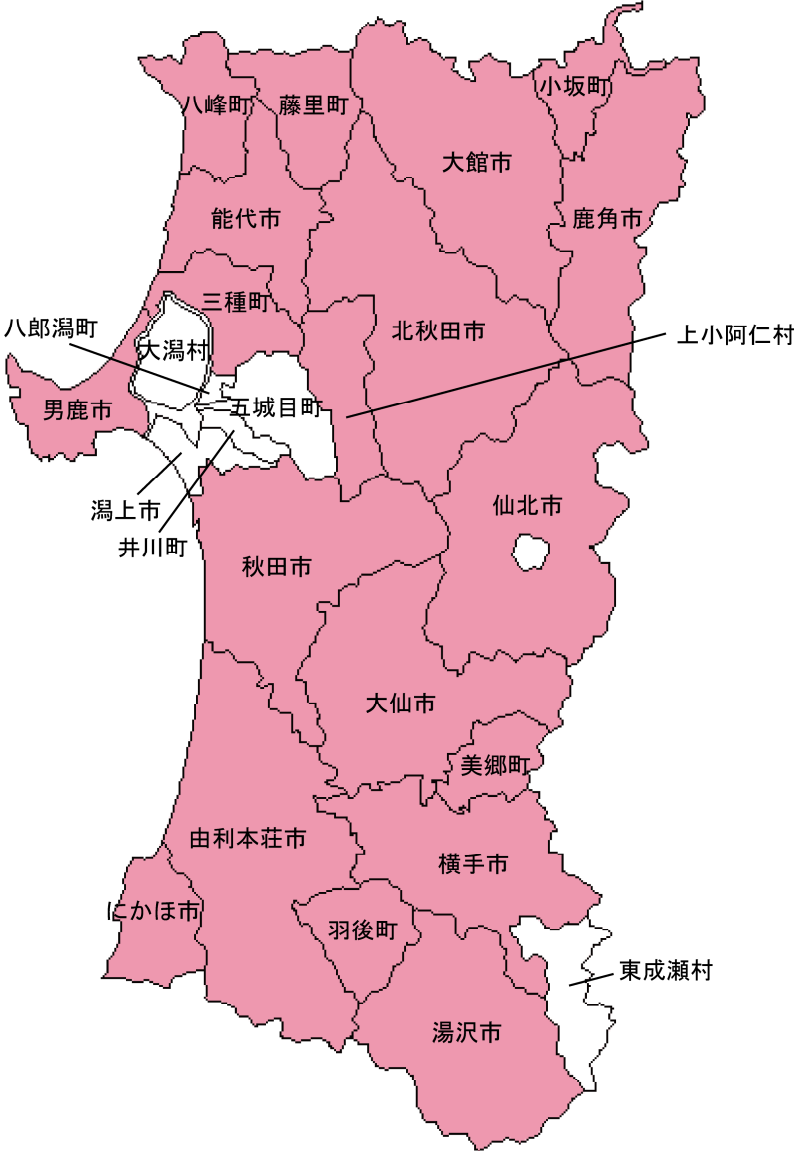 小坂町
八峰町
藤里町
大館市
能代市
鹿角市
三種町
八郎潟町
北秋田市
上小阿仁村
大潟村
五城目町
男鹿市
仙北市
潟上市
井川町
秋田市
大仙市
美郷町
由利本荘市
横手市
にかほ市
羽後町
東成瀬村
湯沢市